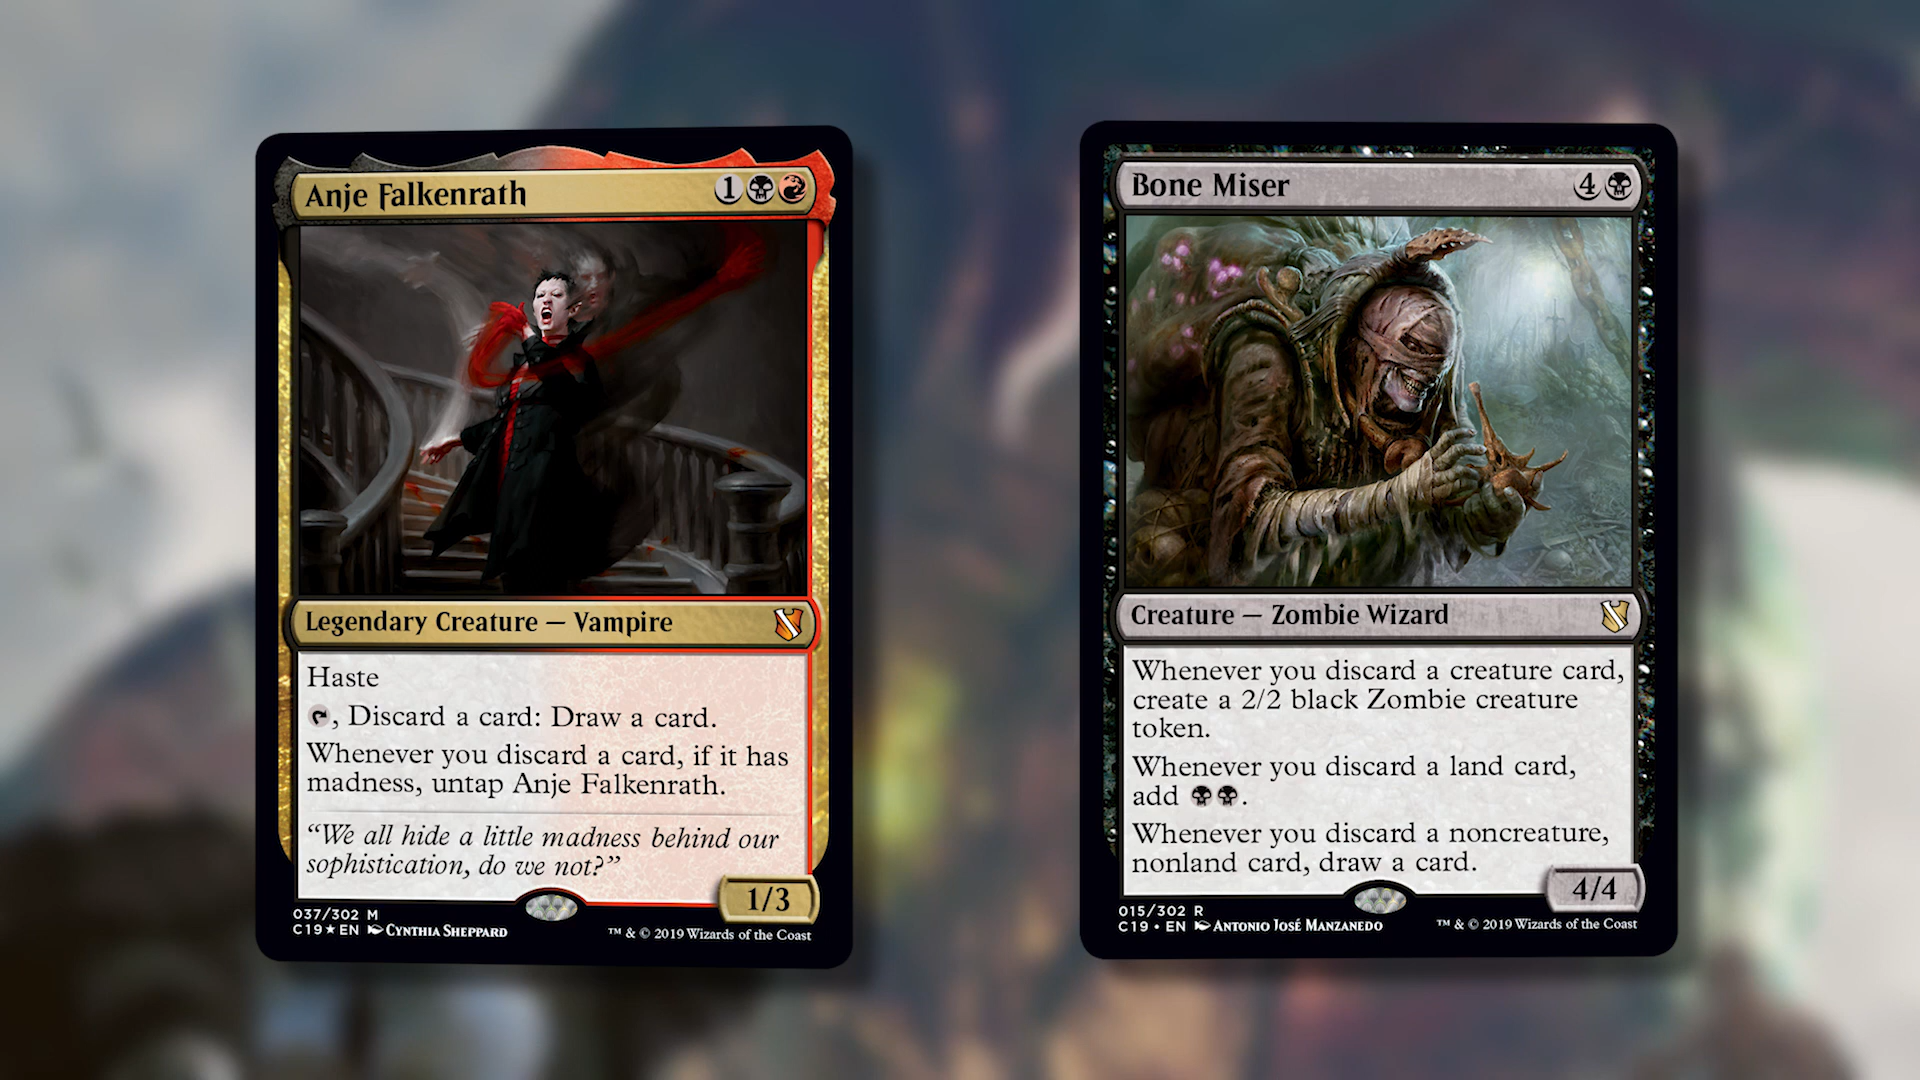 Anje Falkenrath 1
Legendary Creature — Vampire
Haste
, Discard a card: Draw a card.
Whenever you discard a card, if it has
madness, untap Anje Falkenrath.
“We all hide a little madness behind our
sophistication, do we not?”
1/3
037/302 M
C19★EN Cynthia Sheppard
™ & © 2019 Wizards of the Coast
Bone Miser 4
Creature — Zombie Wizard
Whenever you discard a creature card,
create a 2/2 black Zombie creature
token.
Whenever you discard a land card,
add .
Whenever you discard a noncreature,
nonland card, draw a card.
4/4
015/302 R
C19 • EN Antonio José Manzanedo
™ & © 2019 Wizards of the Coast